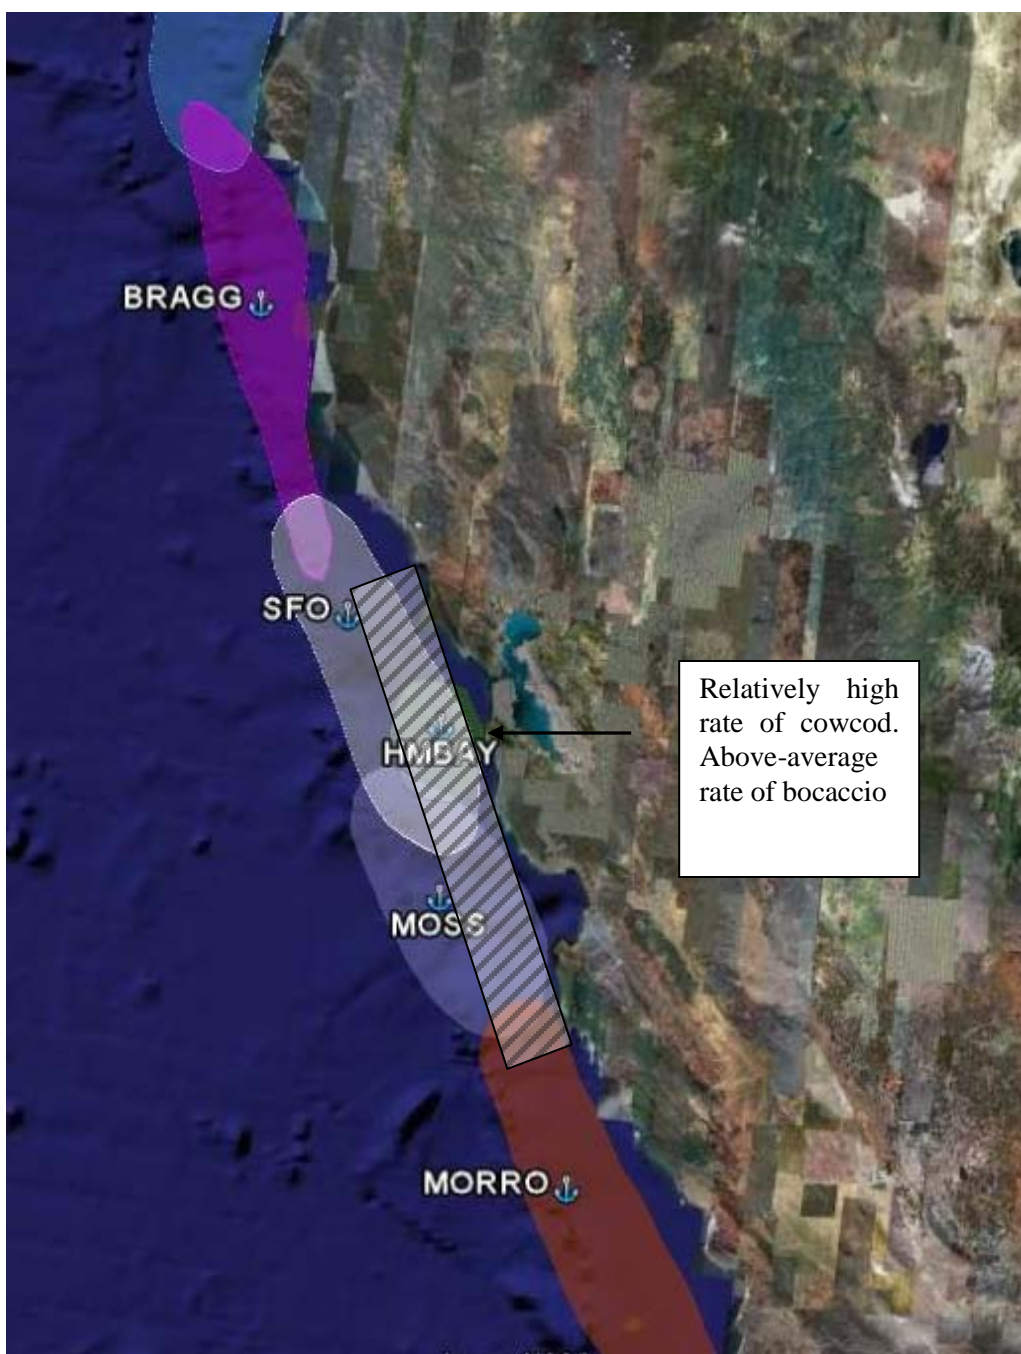 BRAGG
SFO
Relatively high
rate of cowcod.
Above-average
rate of bocaccio
HMBAY
MOSS
MORRO